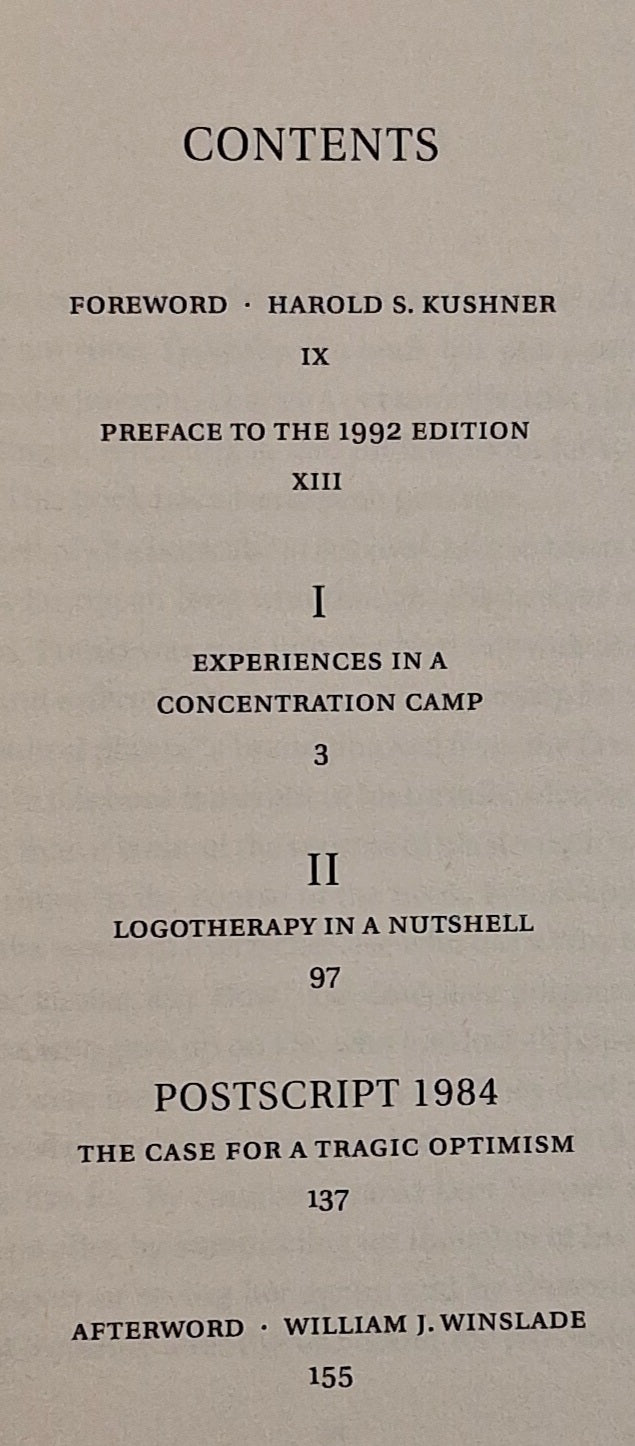 CONTENTS
FOREWORD · HAROLD S. KUSHNER
IX
PREFACE TO THE 1992 EDITION
XIII
I
EXPERIENCES IN A
CONCENTRATION CAMP
3
II
LOGOTHERAPY IN A NUTSHELL
97
POSTSCRIPT 1984
THE CASE FOR A TRAGIC OPTIMISM
137
AFTERWORD · WILLIAM J. WINSLADE
155